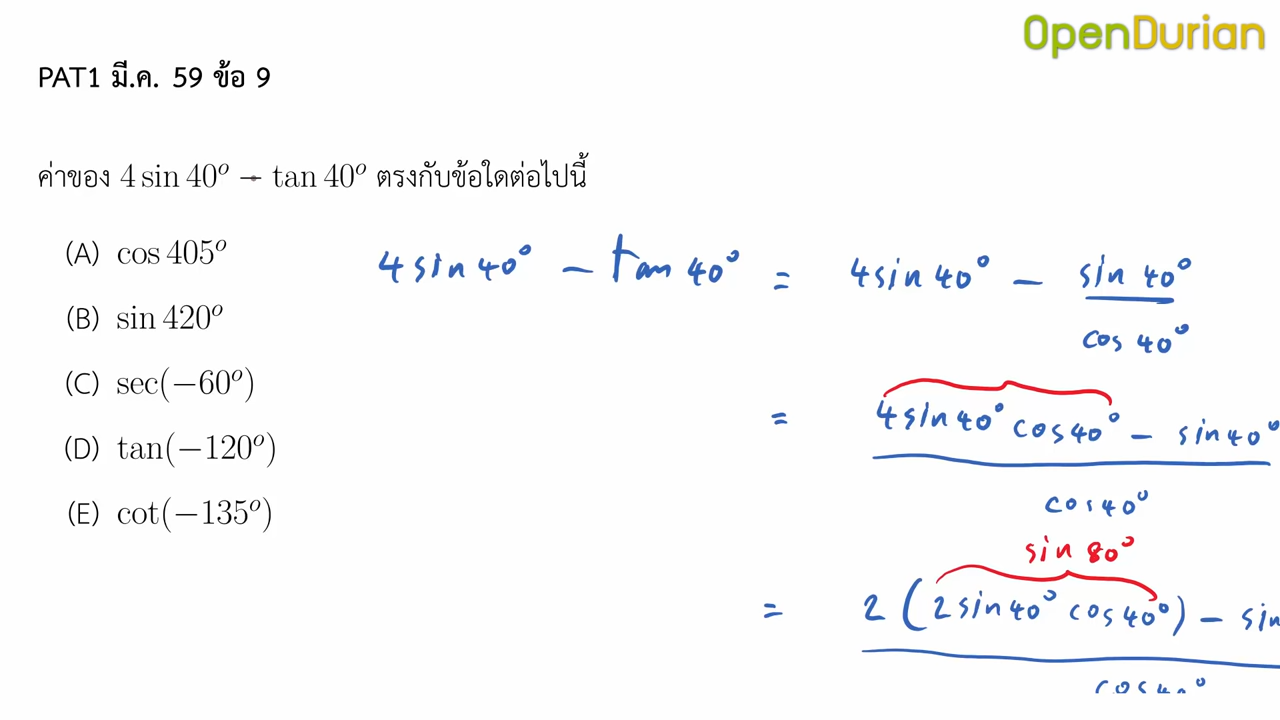 OpenDurian
PAT1 มี.ค. 59 ข้อ 9
ค่าของ 4 sin 40° − tan 40° ตรงกับข้อใดต่อไปนี้
(A) cos 405°
(B) sin 420°
(C) sec(−60°)
(D) tan(−120°)
(E) cot(−135°)
4 sin 40° − tan 40° = 4 sin 40° − sin 40°
cos 40°
= 4 sin 40° cos 40° − sin 40°
cos 40°
sin 80°
= 2 (2 sin 40° cos 40°) − sin
cos 40°